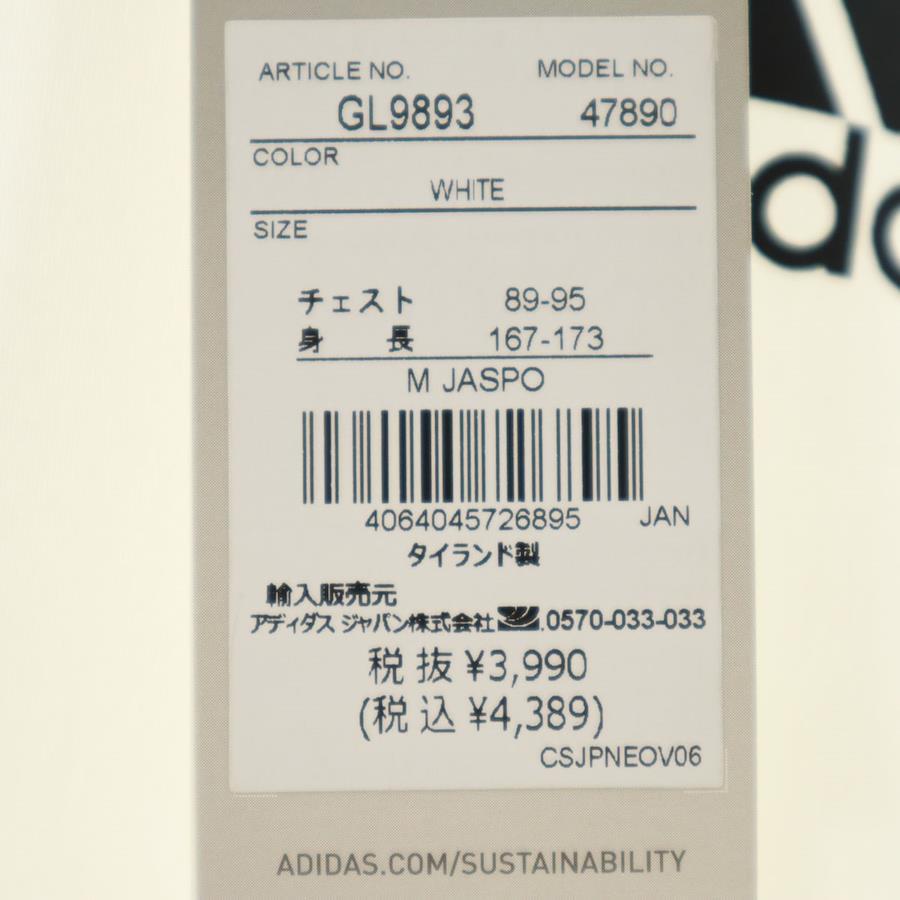 ARTICLE NO. MODEL NO.
GL9893 47890
COLOR
WHITE
SIZE
チェスト 89-95
身 長 167-173
M JASPO
4064045726895 JAN
タイランド製
輸入販売元
アディダス ジャパン株式会社 0570-033-033
税 抜 ¥3,990
(税 込 ¥4,389)
CSJPNEOV06
ADIDAS.COM/SUSTAINABILITY